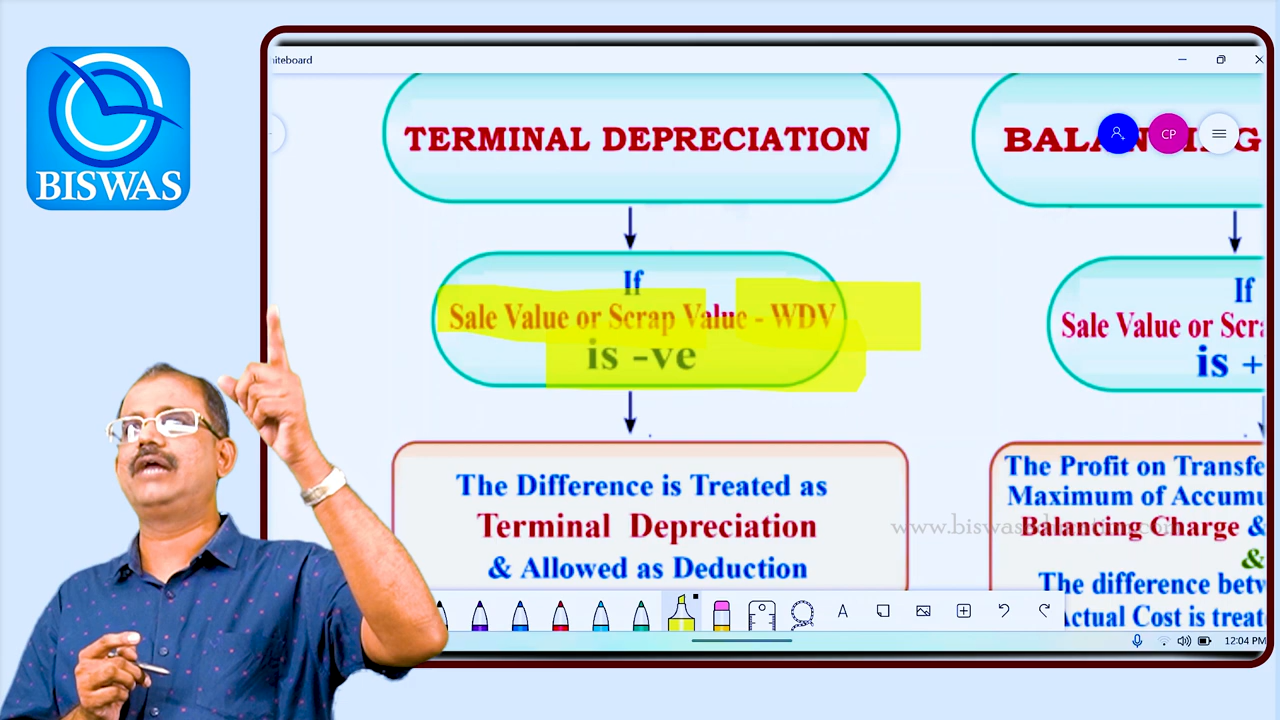 BISWAS
iteboard
TERMINAL DEPRECIATION
If
Sale Value or Scrap Value - WDV
is -ve
The Difference is Treated as
Terminal Depreciation
& Allowed as Deduction
CP
If
Sale Value or Scr
is +
The Profit on Transfe
Maximum of Accumu
Balancing Charge &
&
The difference betw
Actual Cost is treat
A
12:04 PM